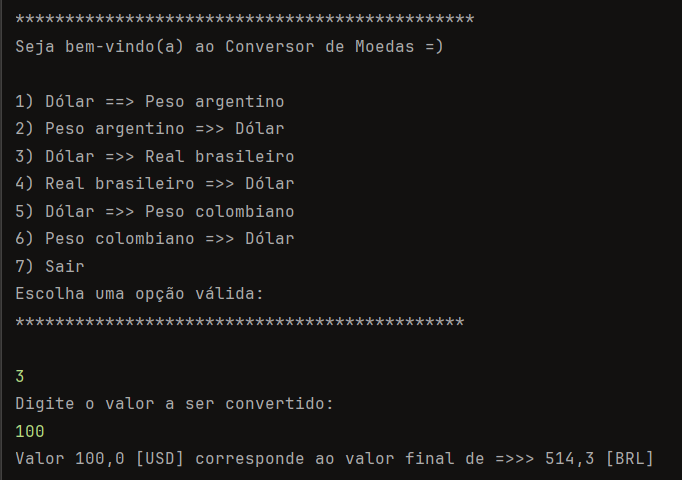 **********************************************
Seja bem-vindo(a) ao Conversor de Moedas =)
1) Dólar ==> Peso argentino
2) Peso argentino =>> Dólar
3) Dólar =>> Real brasileiro
4) Real brasileiro =>> Dólar
5) Dólar =>> Peso colombiano
6) Peso colombiano =>> Dólar
7) Sair
Escolha uma opção válida:
*********************************************
3
Digite o valor a ser convertido:
100
Valor 100,0 [USD] corresponde ao valor final de =>>> 514,3 [BRL]